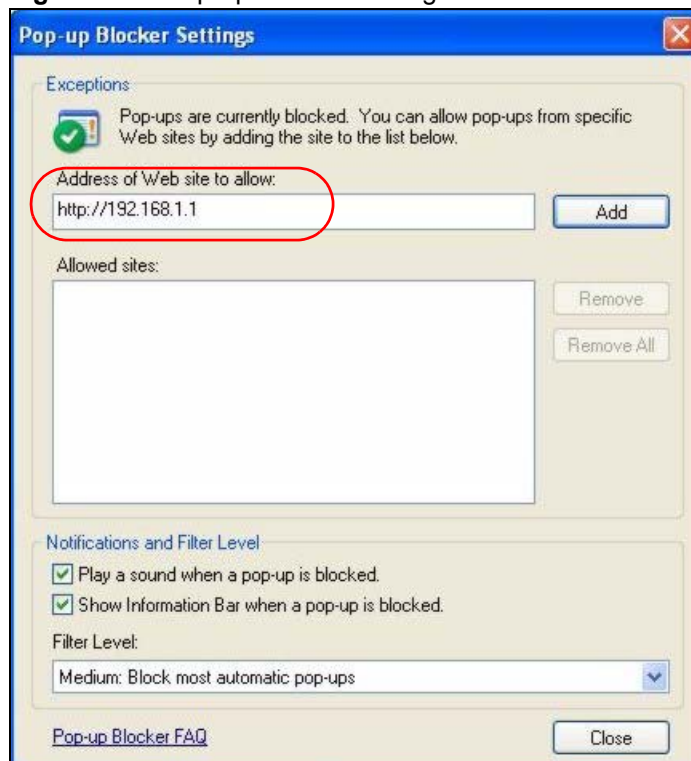 Pop-up Blocker Settings
Exceptions
Pop-ups are currently blocked. You can allow pop-ups from specific
Web sites by adding the site to the list below.
Address of Web site to allow:
http://192.168.1.1
Add
Allowed sites:
Remove
Remove All
Notifications and Filter Level
Play a sound when a pop-up is blocked.
Show Information Bar when a pop-up is blocked.
Filter Level:
Medium: Block most automatic pop-ups
Pop-up Blocker FAQ
Close